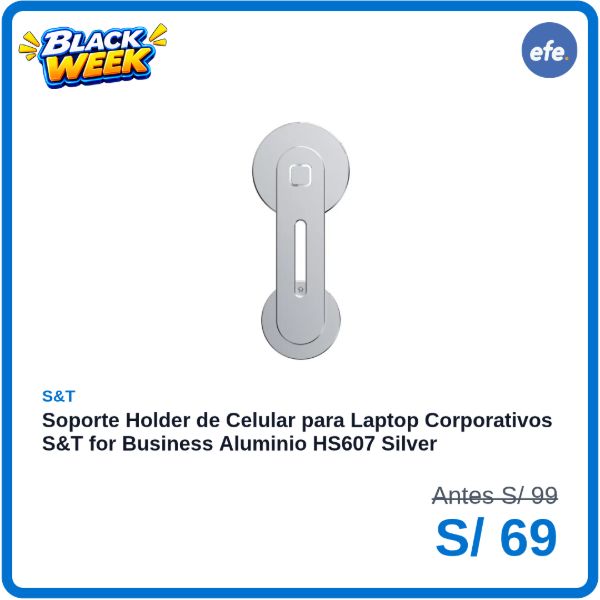 BLACK
WEEK
efe.
S&T
Soporte Holder de Celular para Laptop Corporativos
S&T for Business Aluminio HS607 Silver
Antes S/ 99
S/ 69